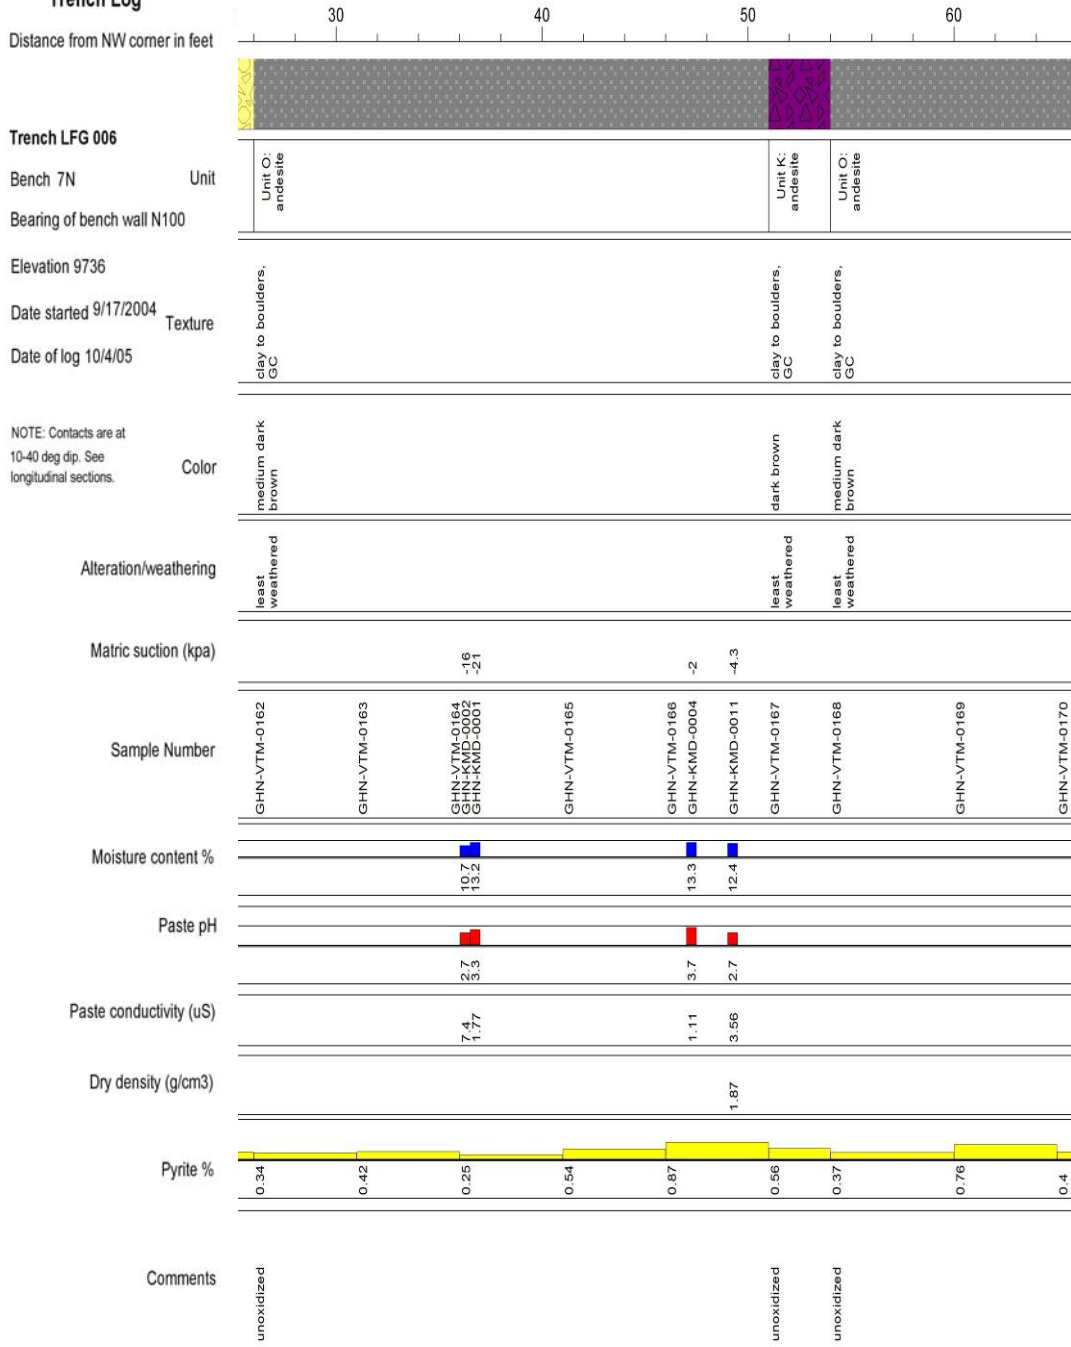 Trench Log
30 40 50 60
Distance from NW corner in feet
Trench LFG 006
Bench 7N
Unit
Unit O:
andesite
Unit K:
andesite
Unit O:
andesite
Bearing of bench wall N100
Elevation 9736
Date started 9/17/2004
Texture
clay to boulders,
GC
clay to boulders,
GC
clay to boulders,
GC
Date of log 10/4/05
NOTE: Contacts are at
10-40 deg dip. See
longitudinal sections.
Color
medium dark
brown
dark brown
medium dark
brown
Alteration/weathering
least
weathered
least
weathered
least
weathered
Matric suction (kpa)
-16
-21
-2
-4.3
Sample Number
GHN-VTM-0162
GHN-VTM-0163
GHN-VTM-0164
GHN-KMD-0002
GHN-KMD-0001
GHN-VTM-0165
GHN-VTM-0166
GHN-KMD-0004
GHN-KMD-0011
GHN-VTM-0167
GHN-VTM-0168
GHN-VTM-0169
GHN-VTM-0170
Moisture content %
10.7
13.2
13.3
12.4
Paste pH
2.7
3.3
3.7
2.7
Paste conductivity (uS)
7.4
1.77
1.11
3.56
Dry density (g/cm3)
1.87
Pyrite %
0.34
0.42
0.25
0.54
0.87
0.56
0.37
0.76
0.4
Comments
unoxidized
unoxidized
unoxidized